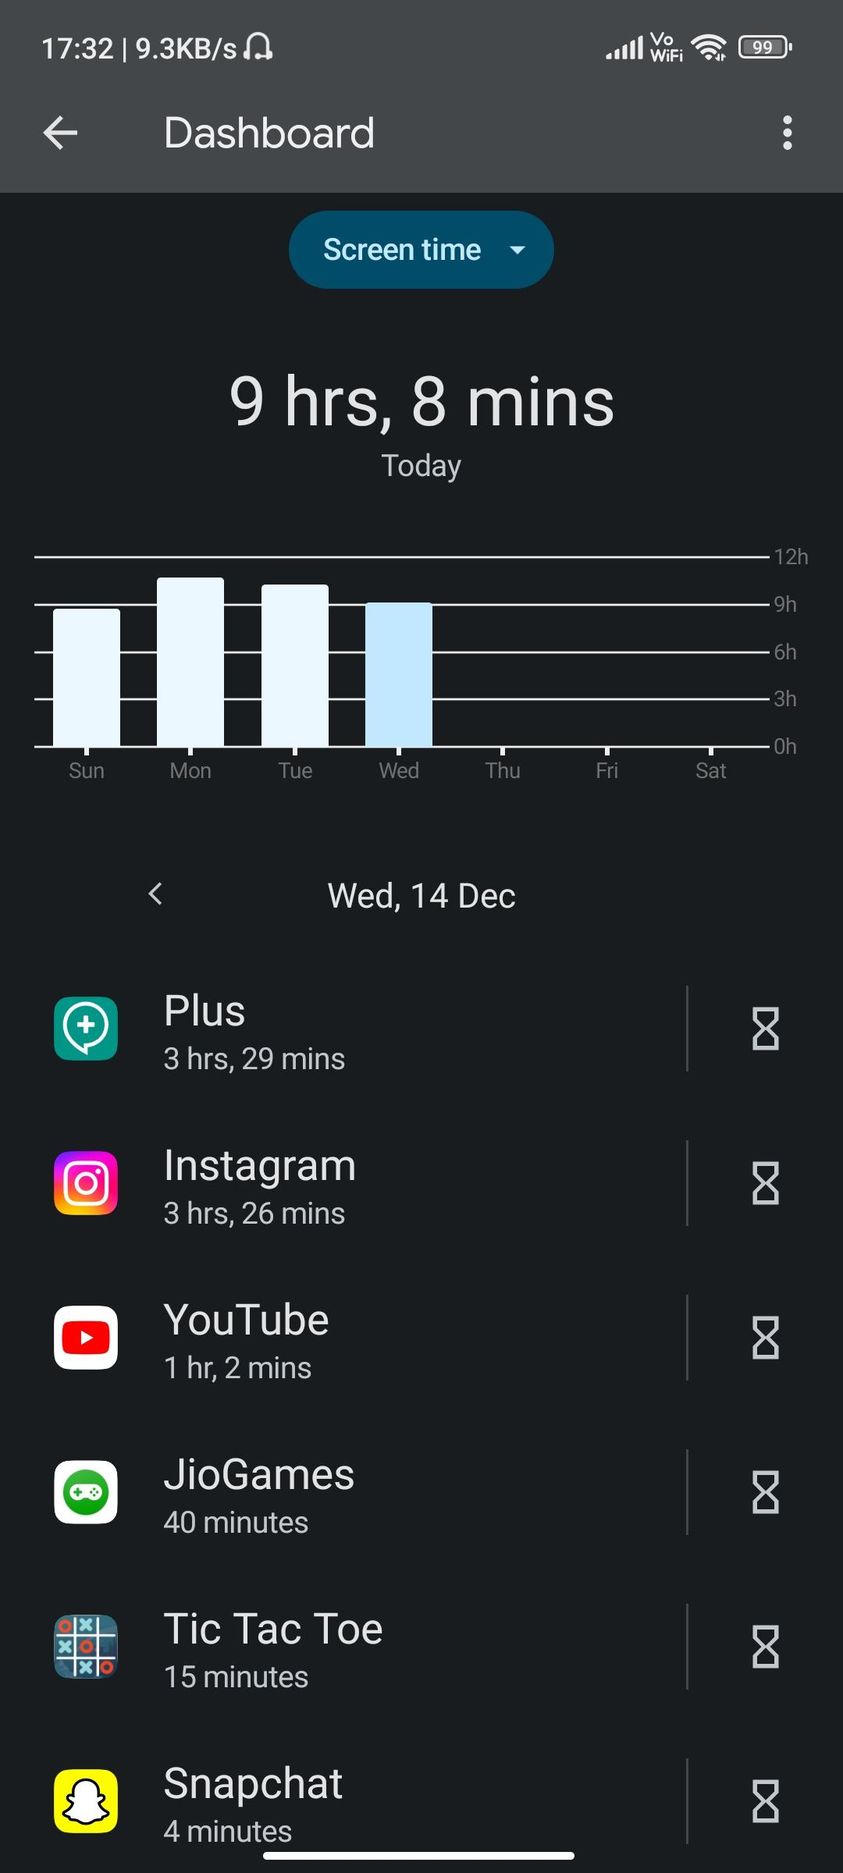 17:32 | 9.3KB/s Vo WiFi 99
Dashboard
Screen time
9 hrs, 8 mins
Today
12h
9h
6h
3h
0h
Sun Mon Tue Wed Thu Fri Sat
Wed, 14 Dec
Plus
3 hrs, 29 mins
Instagram
3 hrs, 26 mins
YouTube
1 hr, 2 mins
JioGames
40 minutes
Tic Tac Toe
15 minutes
Snapchat
4 minutes